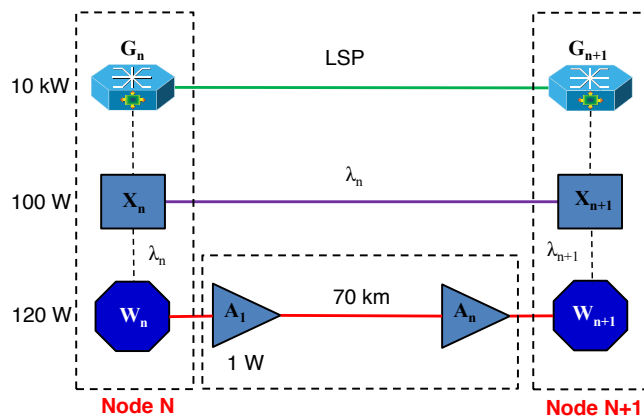 Gₙ
LSP
Gₙ₊₁
10 kW
λₙ
100 W
Xₙ
Xₙ₊₁
λₙ
λₙ₊₁
70 km
120 W
Wₙ
A₁
Aₙ
Wₙ₊₁
1 W
Node N
Node N+1